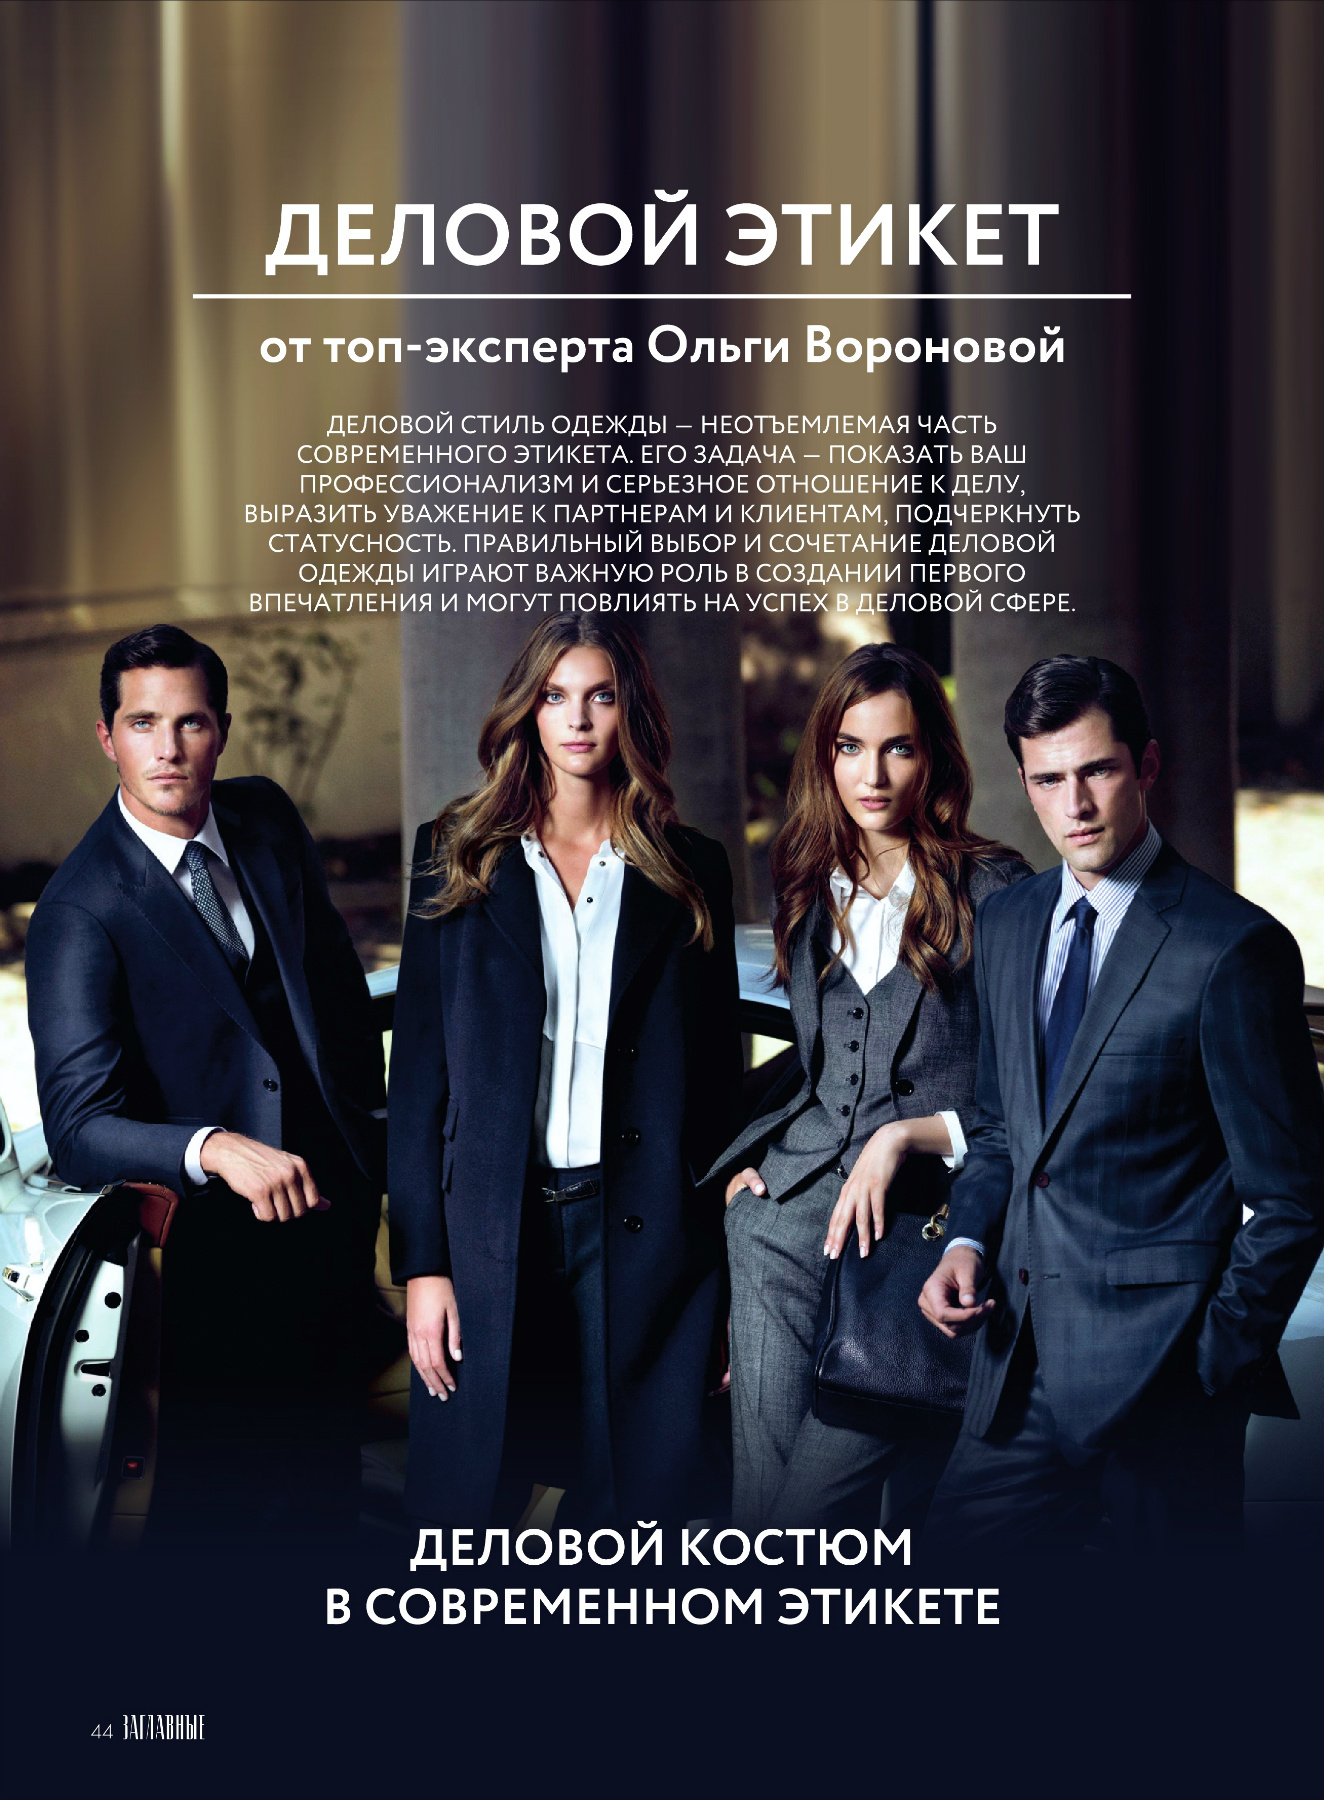 ДЕЛОВОЙ ЭТИКЕТ
от топ-эксперта Ольги Вороновой
ДЕЛОВОЙ СТИЛЬ ОДЕЖДЫ — НЕОТЪЕМЛЕМАЯ ЧАСТЬ
СОВРЕМЕННОГО ЭТИКЕТА. ЕГО ЗАДАЧА — ПОКАЗАТЬ ВАШ
ПРОФЕССИОНАЛИЗМ И СЕРЬЕЗНОЕ ОТНОШЕНИЕ К ДЕЛУ,
ВЫРАЗИТЬ УВАЖЕНИЕ К ПАРТНЕРАМ И КЛИЕНТАМ, ПОДЧЕРКНУТЬ
СТАТУСНОСТЬ. ПРАВИЛЬНЫЙ ВЫБОР И СОЧЕТАНИЕ ДЕЛОВОЙ
ОДЕЖДЫ ИГРАЮТ ВАЖНУЮ РОЛЬ В СОЗДАНИИ ПЕРВОГО
ВПЕЧАТЛЕНИЯ И МОГУТ ПОВЛИЯТЬ НА УСПЕХ В ДЕЛОВОЙ СФЕРЕ.
ДЕЛОВОЙ КОСТЮМ
В СОВРЕМЕННОМ ЭТИКЕТЕ
44 ЗАГЛАВНЫЕ